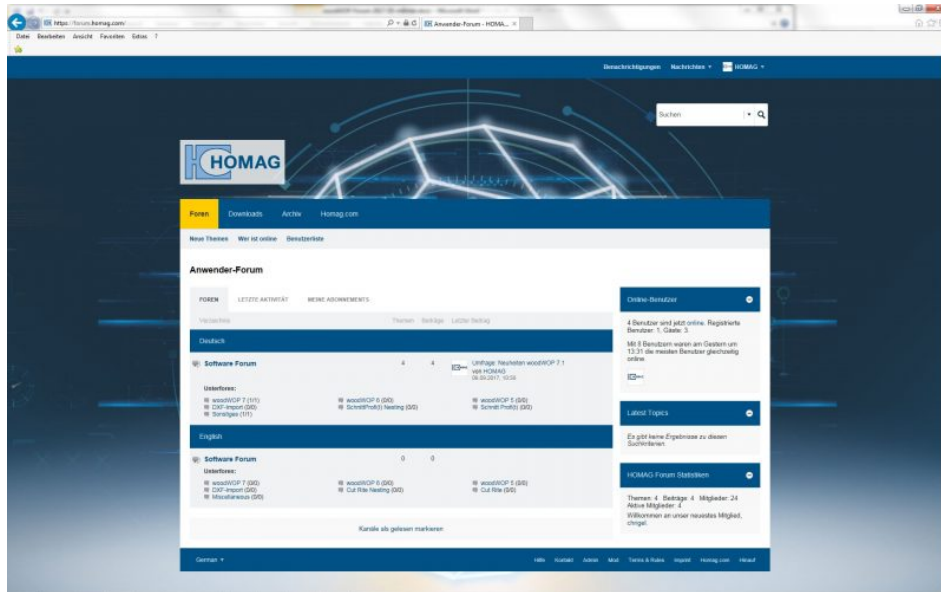 https://forum.homag.com/
Anwender-Forum - HOMA...
Datei Bearbeiten Ansicht Favoriten Extras ?
Benachrichtigungen Nachrichten HOMAG
Suchen
HOMAG
Foren Downloads Archiv Homag.com
Neue Themen Wer ist online Benutzerliste
Anwender-Forum
FOREN LETZTE AKTIVITÄT MEINE ABONNEMENTS
Verzeichnis Themen Beiträge Letzter Beitrag
Deutsch
Software Forum 4 4 Umfrage: Neuheiten woodWOP 7.1
von HOMAG
Unterforen:
woodWOP 7 (1/1) woodWOP 6 (0/0) woodWOP 5 (0/0)
DXF-Import (0/0) SchnittProfi(t) Nesting (0/0) Schnitt Profi(t) (0/0)
Sonstiges (1/1)
English
Software Forum 0 0
Unterforen:
woodWOP 7 (0/0) woodWOP 6 (0/0) woodWOP 5 (0/0)
DXF-Import (0/0) Cut Rite Nesting (0/0) Cut Rite (0/0)
Miscellaneous (0/0)
Kanäle als gelesen markieren
Online-Benutzer
4 Benutzer sind jetzt online. Registrierte
Benutzer: 1, Gäste: 3.
Mit 8 Benutzern waren am Gestern um
13:31 die meisten Benutzer gleichzeitig
online.
Latest Topics
Es gibt keine Ergebnisse zu diesen
Suchkriterien.
HOMAG Forum Statistiken
Themen: 4 Beiträge: 4 Mitglieder: 24
Aktive Mitglieder: 4
Willkommen an unser neuestes Mitglied,
chrigel.
German
Hilfe Kontakt Admin Mod Terms & Rules Imprint Homag.com Hinauf